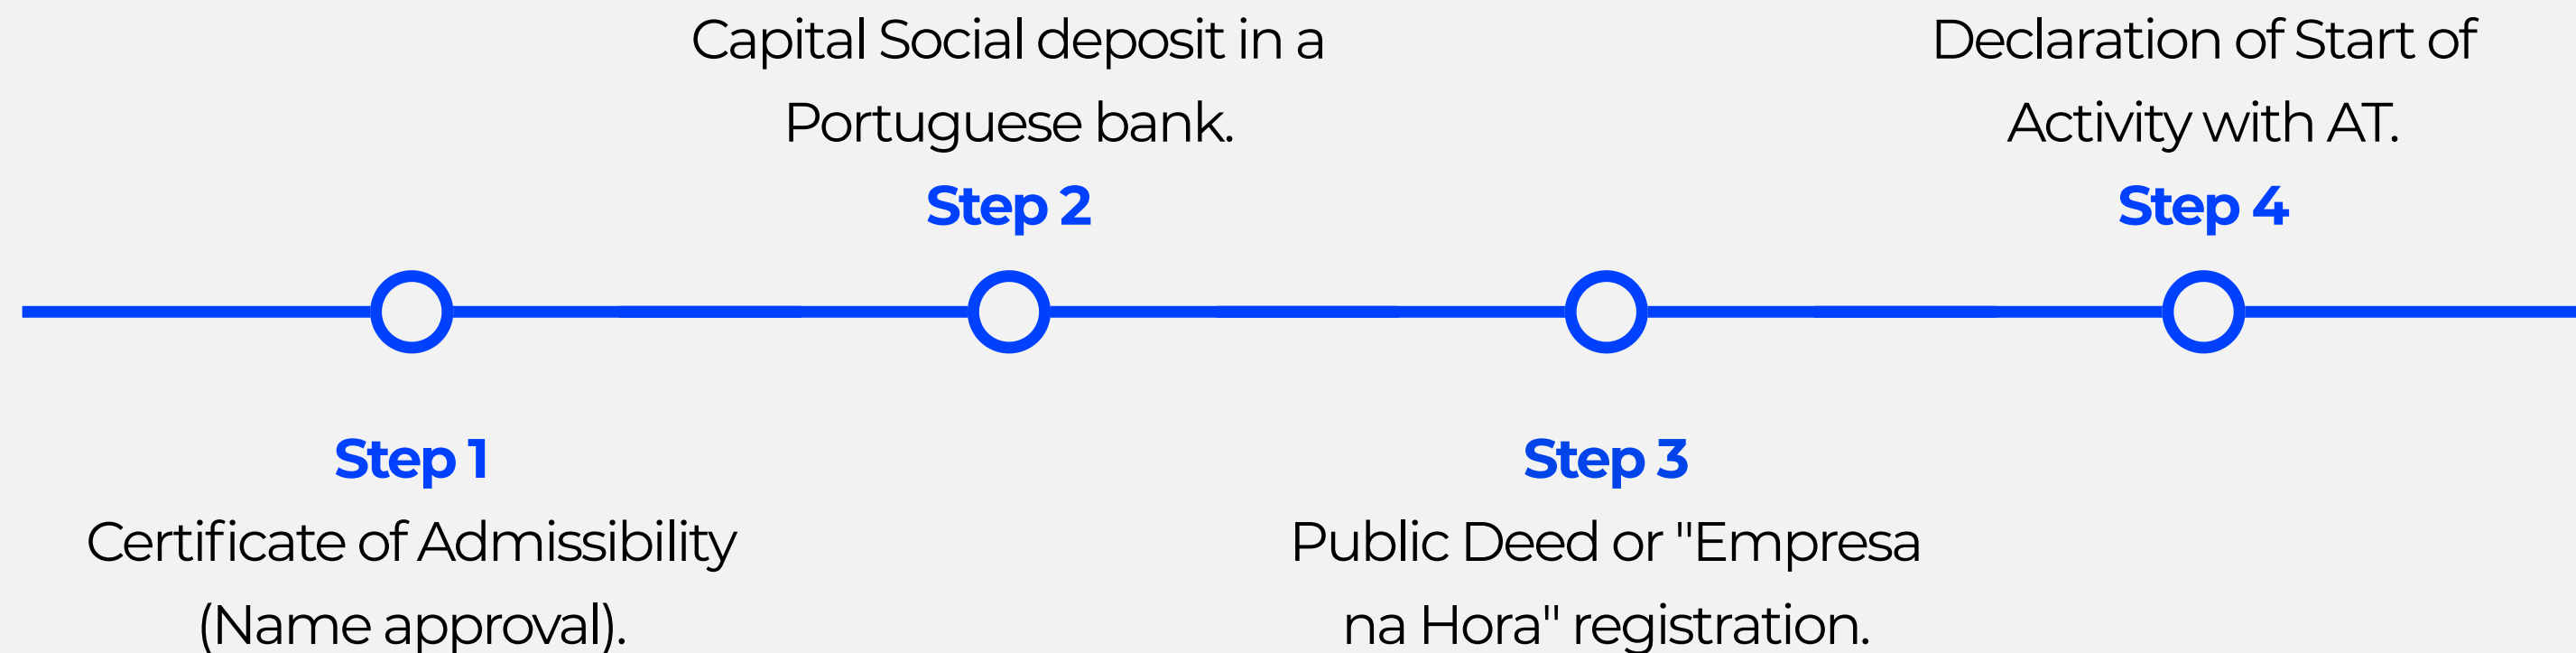 Step 1
Certificate of Admissibility
(Name approval).
Capital Social deposit in a
Portuguese bank.
Step 2
Step 3
Public Deed or "Empresa
na Hora" registration.
Declaration of Start of
Activity with AT.
Step 4